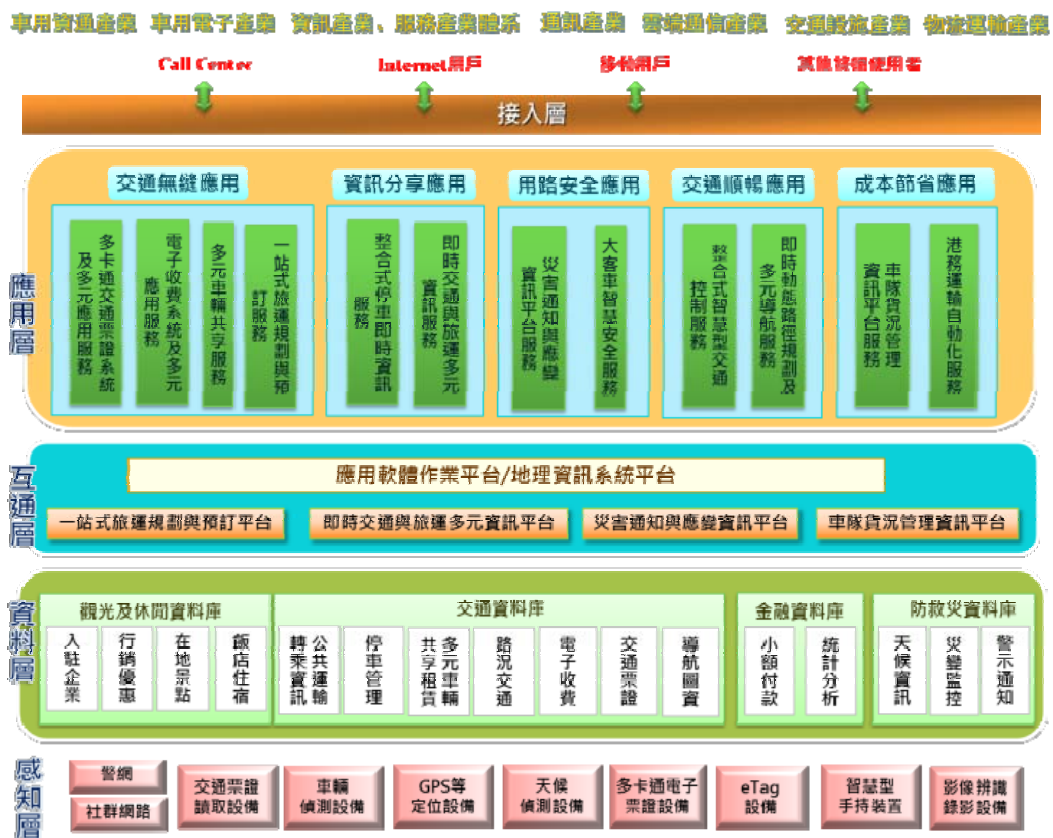 車用資通產業 車用電子產業 資訊產業、服務產業體系 通訊產業 雲端通信產業 交通設施產業 物流運輸產業
Call Center Internet用戶 移動用戶 其他終端使用者
接入層
應用層
交通無縫應用 資訊分享應用 用路安全應用 交通順暢應用 成本節省應用
多卡通交通票證系統
及多元應用服務
電子收費系統及多元
應用服務
多元車輛共享服務
一站式旅運規劃與預
訂服務
整合式停車即時資訊
服務
即時交通與旅運多元
資訊服務
災害通知與應變
資訊平台服務
大客車智慧安全服務
整合式智慧型交通
控制服務
即時動態路徑規劃及
多元導航服務
車隊貨況管理
資訊平台服務
港務運輸自動化服務
互通層
應用軟體作業平台/地理資訊系統平台
一站式旅運規劃與預訂平台 即時交通與旅運多元資訊平台 災害通知與應變資訊平台 車隊貨況管理資訊平台
資料層
觀光及休閒資料庫
入駐企業
行銷優惠
在地景點
飯店住宿
交通資料庫
公共運輸
轉乘資訊
停車管理
多元車輛
共享租賃
路況交通
電子收費
交通票證
導航圖資
金融資料庫
小額付款
統計分析
防救災資料庫
天候資訊
災變監控
警示通知
感知層
警網
社群網路
交通票證
讀取設備
車輛
偵測設備
GPS等
定位設備
天候
偵測設備
多卡通電子
票證設備
eTag
設備
智慧型
手持裝置
影像辨識
錄影設備